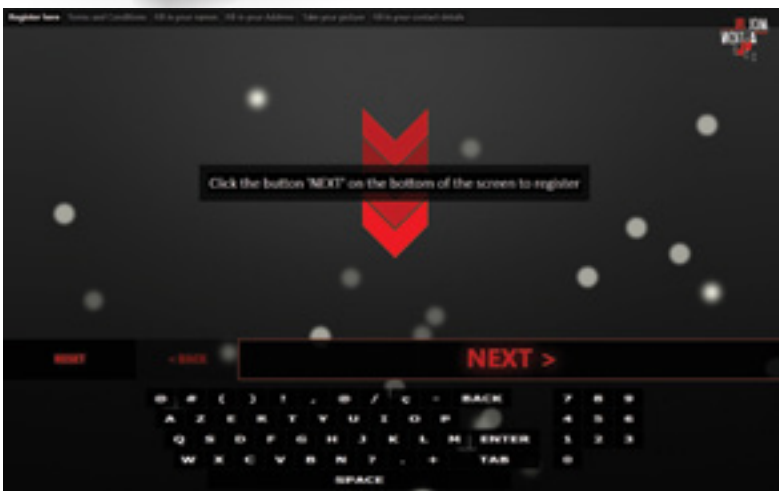 Register here Terms and Conditions Fill in your names Fill in your Address Take your picture Fill in your contact details
Click the button "NEXT" on the bottom of the screen to register
RESET < BACK NEXT >
@ # ( ) ! , @ / ç - BACK 7 8 9
A Z E R T Y U I O P 4 5 6
Q S D F G H J K L M ENTER 1 2 3
W X C V B N ? . + TAB 0
SPACE